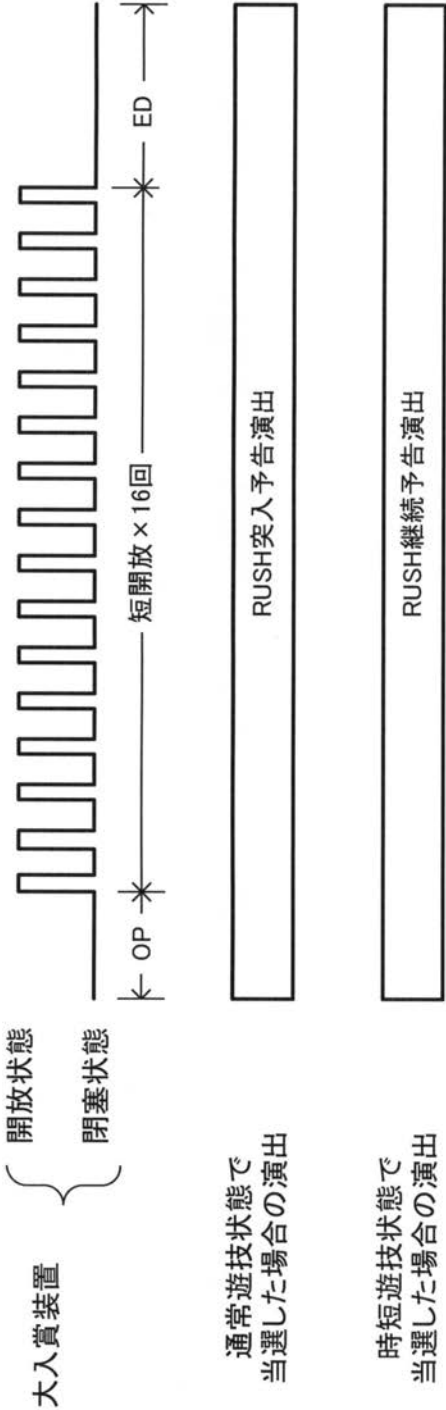 大入賞装置
開放状態
閉塞状態
OP
短開放×16回
ED
通常遊技状態で
当選した場合の演出
RUSH突入予告演出
時短遊技状態で
当選した場合の演出
RUSH継続予告演出